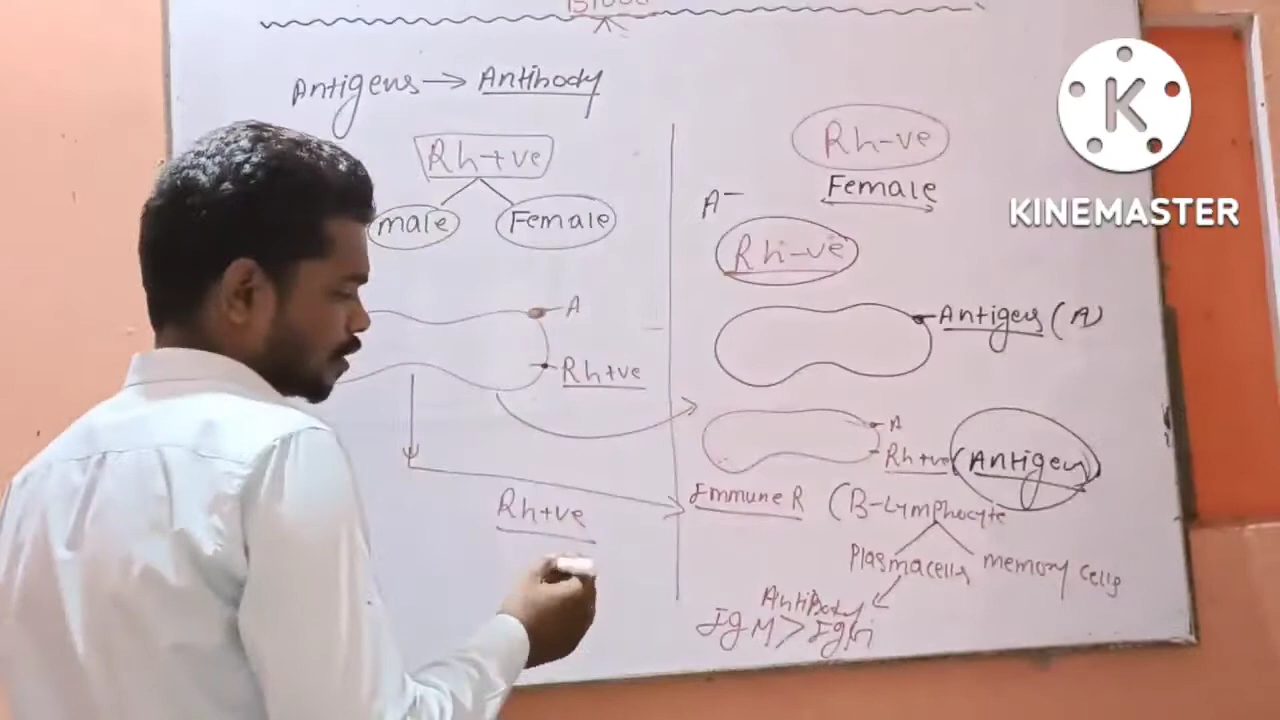 Antigens → Antibody
Rh+ve
male
Female
A
Rh+ve
Rh+ve
Rh-ve
Female
A-
Rh-ve
Antigens (A)
A
Rh+ve (Antigen)
Immune R (B-Lymphocyte
Plasmacells memory cells
AntiBody
IgM > IgG
K
KINEMASTER